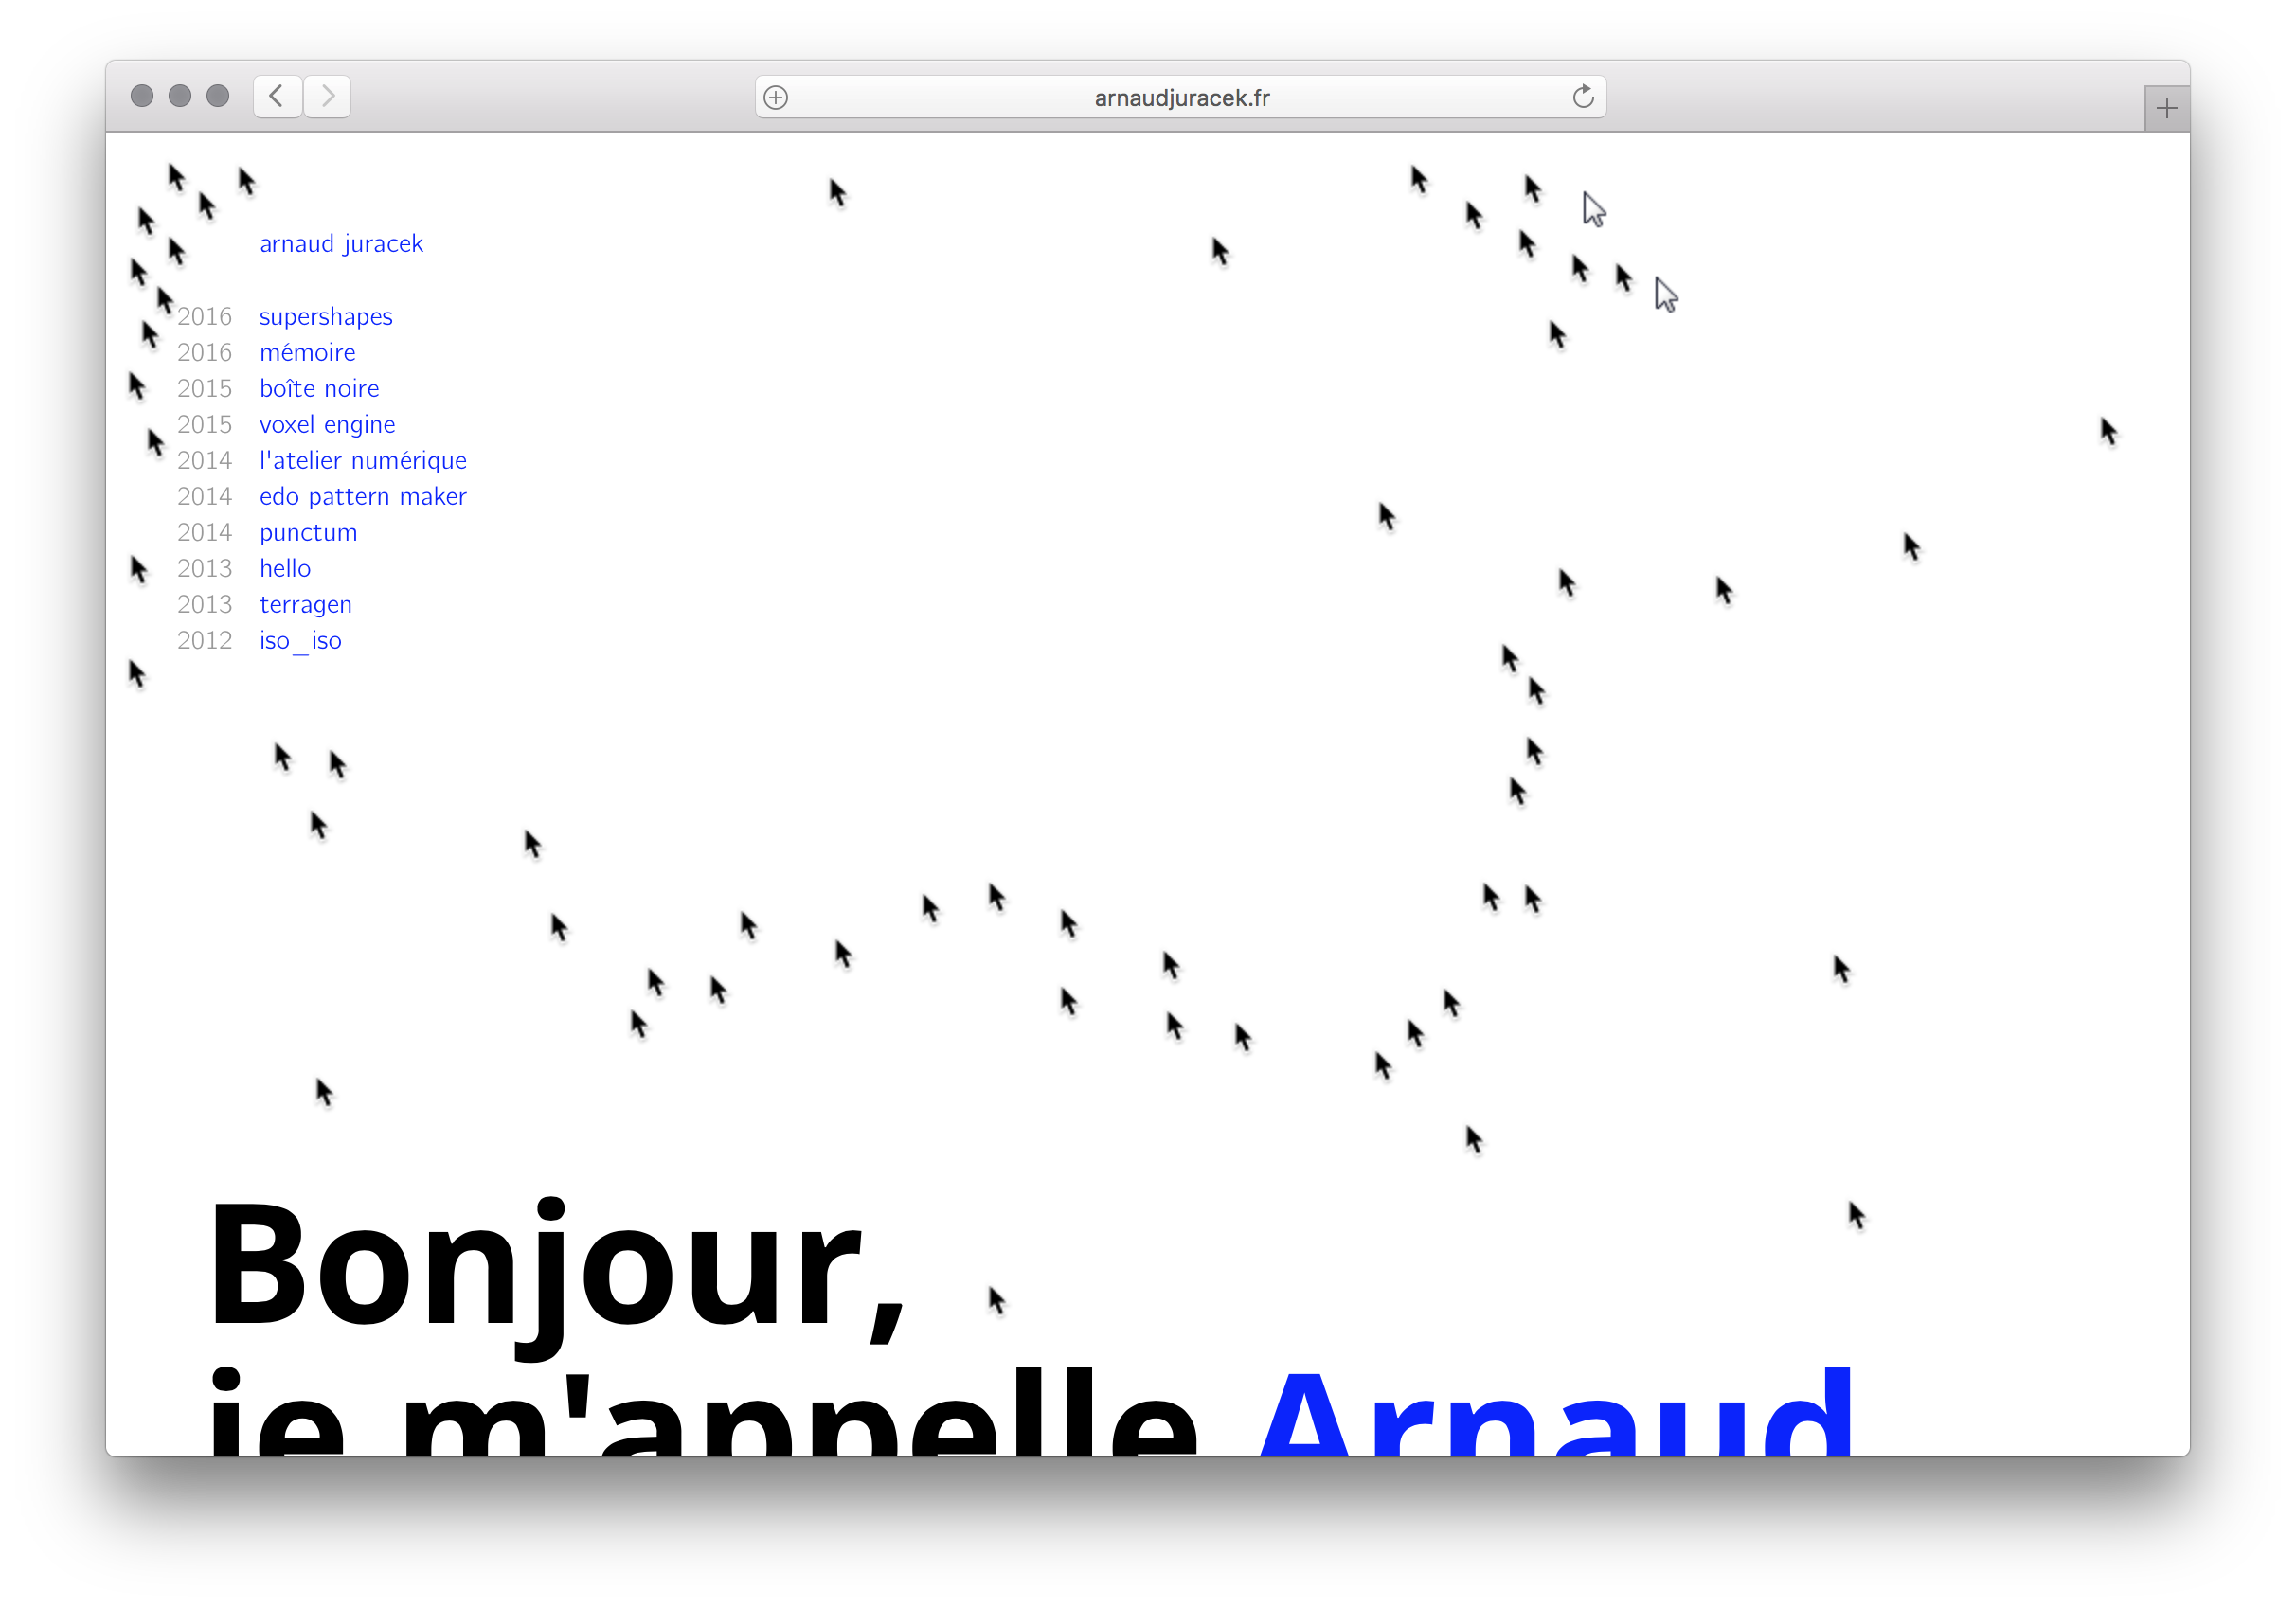 arnaudjuracek.fr
arnaud juracek
2016 supershapes
2016 mémoire
2015 boîte noire
2015 voxel engine
2014 l'atelier numérique
2014 edo pattern maker
2014 punctum
2013 hello
2013 terragen
2012 iso_iso
Bonjour,
je m'appelle Arnaud